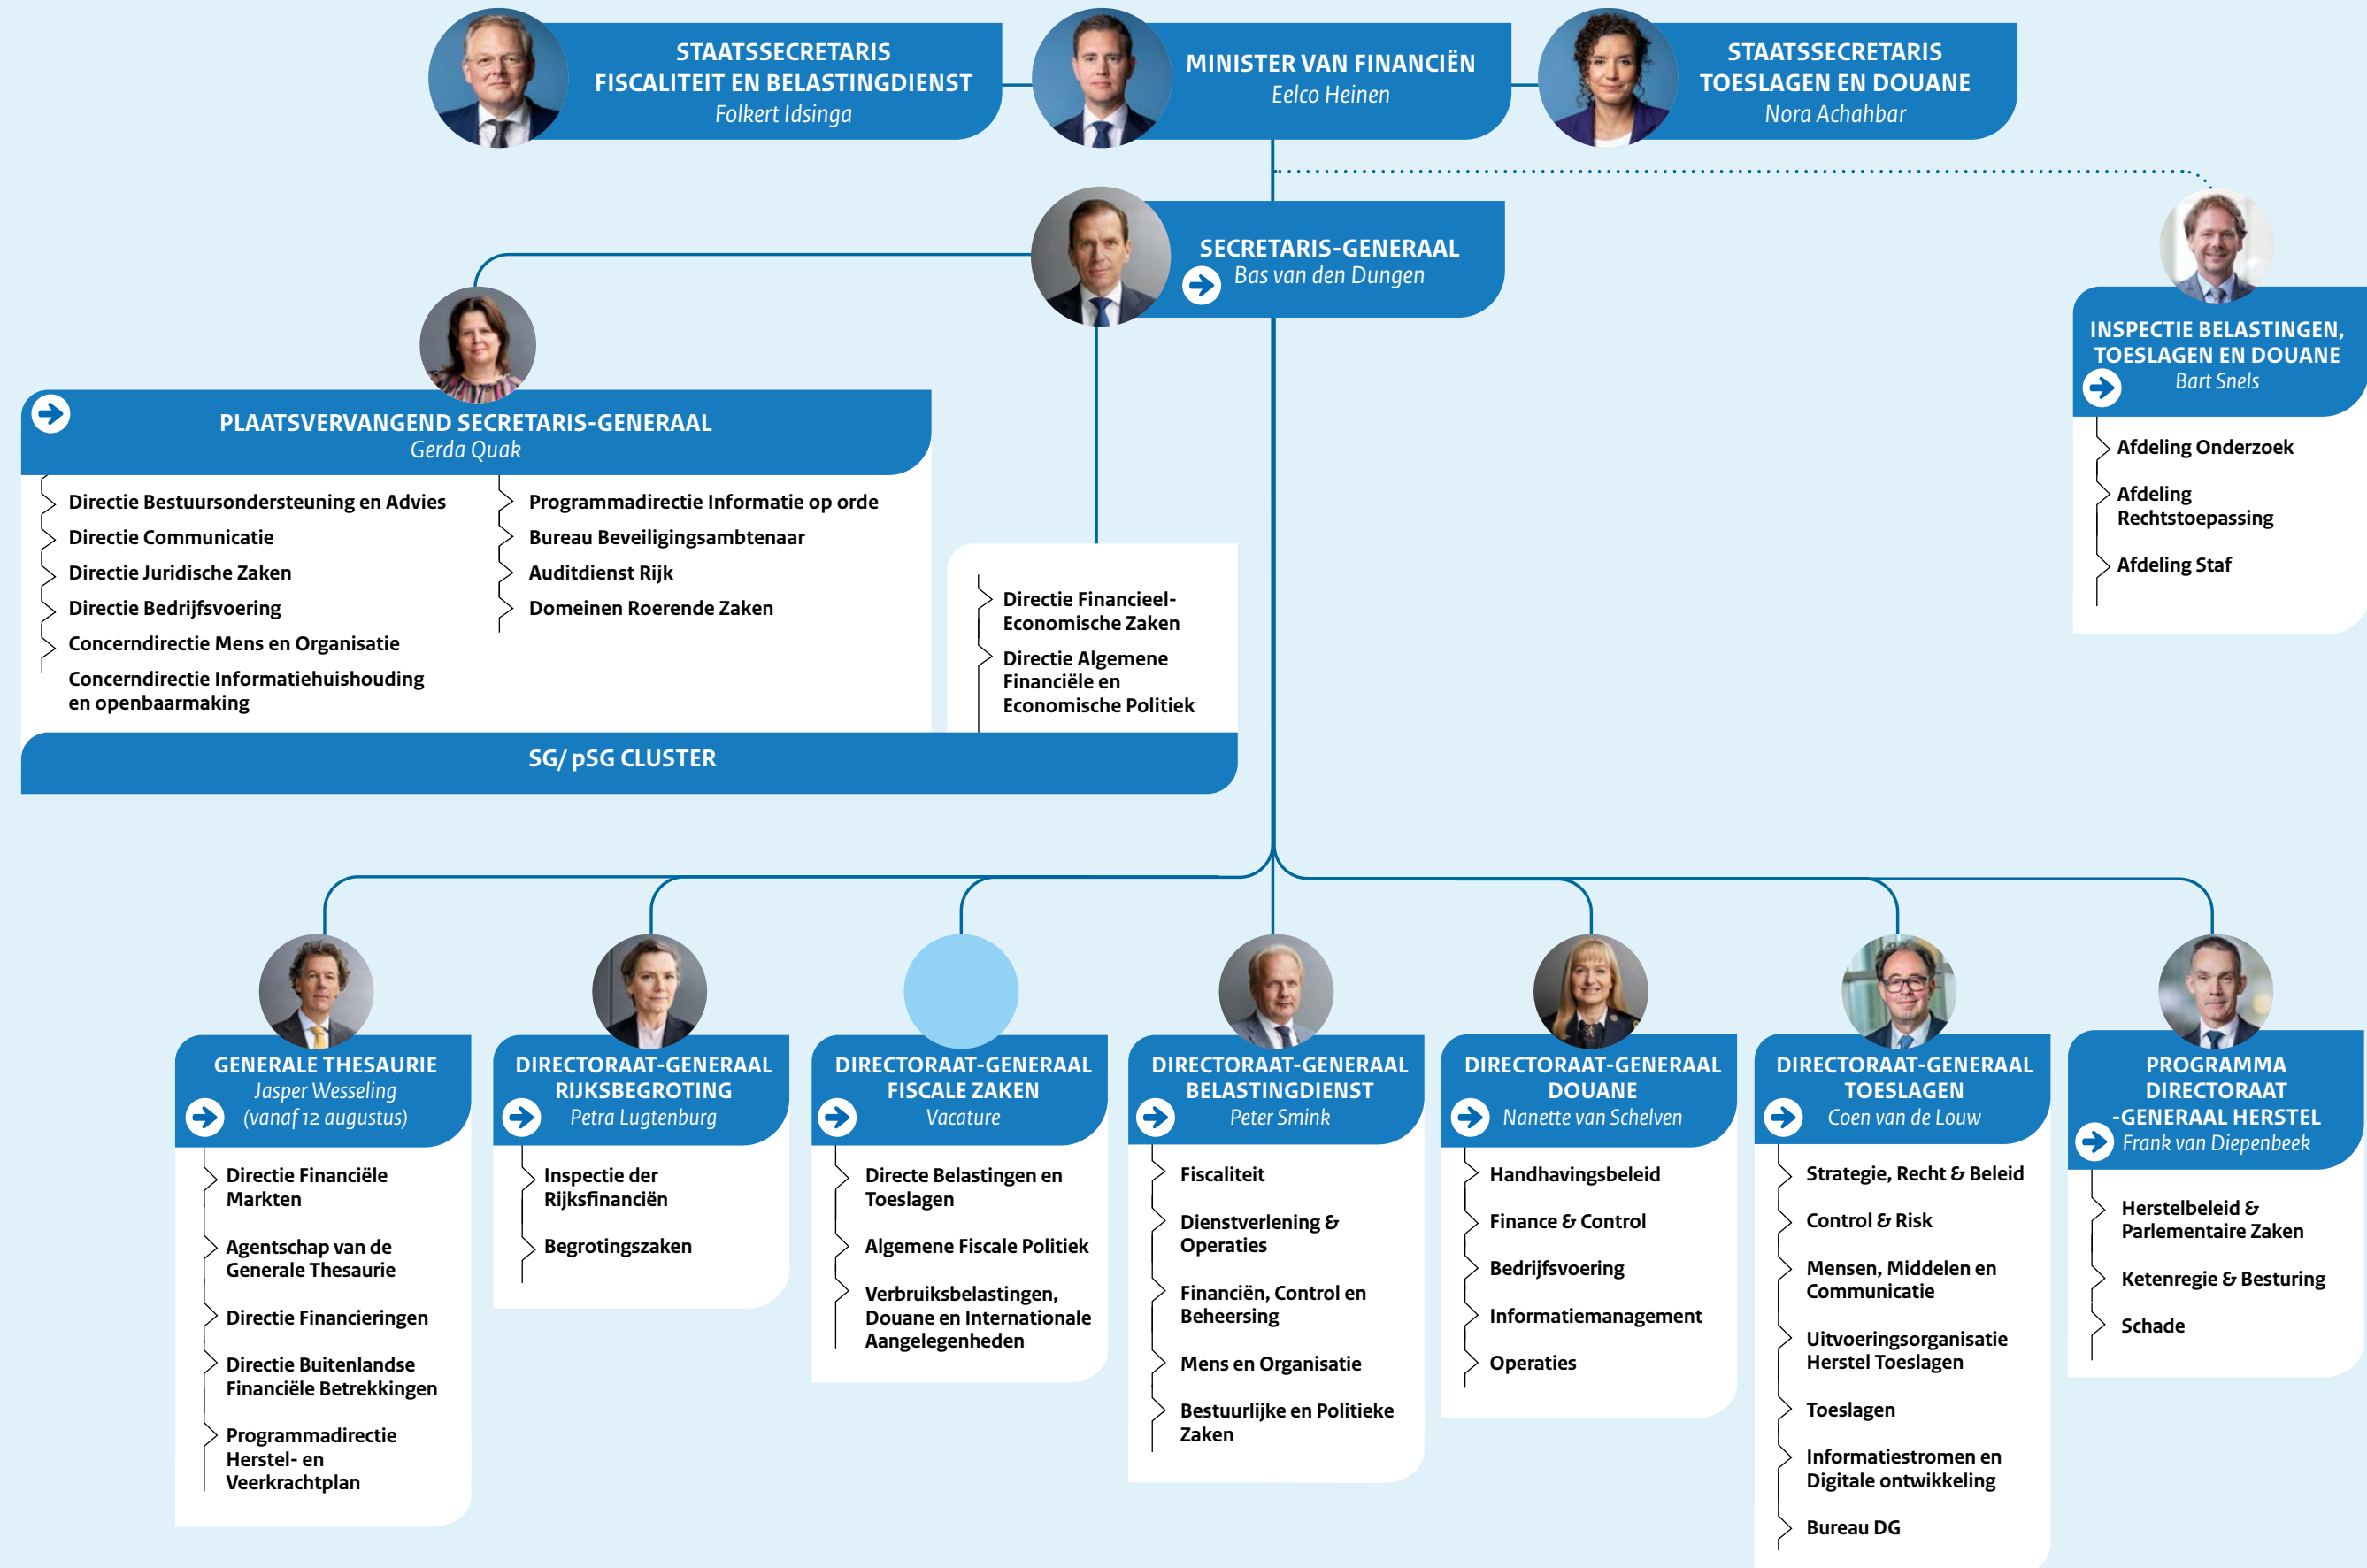 STAATSSECRETARIS
FISCALITEIT EN BELASTINGDIENST
Folkert Idsinga
MINISTER VAN FINANCIËN
Eelco Heinen
STAATSSECRETARIS
TOESLAGEN EN DOUANE
Nora Achahbar
SECRETARIS-GENERAAL
Bas van den Dungen
INSPECTIE BELASTINGEN,
TOESLAGEN EN DOUANE
Bart Snels
Afdeling Onderzoek
Afdeling
Rechtstoepassing
Afdeling Staf
PLAATSVERVANGEND SECRETARIS-GENERAAL
Gerda Quak
Directie Bestuursondersteuning en Advies
Directie Communicatie
Directie Juridische Zaken
Directie Bedrijfsvoering
Concerndirectie Mens en Organisatie
Concerndirectie Informatiehuishouding
en openbaarmaking
Programmadirectie Informatie op orde
Bureau Beveiligingsambtenaar
Auditdienst Rijk
Domeinen Roerende Zaken
Directie Financieel-
Economische Zaken
Directie Algemene
Financiële en
Economische Politiek
SG/ pSG CLUSTER
GENERALE THESAURIE
Jasper Wesseling
(vanaf 12 augustus)
Directie Financiële
Markten
Agentschap van de
Generale Thesaurie
Directie Financieringen
Directie Buitenlandse
Financiële Betrekkingen
Programmadirectie
Herstel- en
Veerkrachtplan
DIRECTORAAT-GENERAAL
RIJKSBEGROTING
Petra Lugtenburg
Inspectie der
Rijksfinanciën
Begrotingszaken
DIRECTORAAT-GENERAAL
FISCALE ZAKEN
Vacature
Directe Belastingen en
Toeslagen
Algemene Fiscale Politiek
Verbruiksbelastingen,
Douane en Internationale
Aangelegenheden
DIRECTORAAT-GENERAAL
BELASTINGDIENST
Peter Smink
Fiscaliteit
Dienstverlening &
Operaties
Financiën, Control en
Beheersing
Mens en Organisatie
Bestuurlijke en Politieke
Zaken
DIRECTORAAT-GENERAAL
DOUANE
Nanette van Schelven
Handhavingsbeleid
Finance & Control
Bedrijfsvoering
Informatiemanagement
Operaties
DIRECTORAAT-GENERAAL
TOESLAGEN
Coen van de Louw
Strategie, Recht & Beleid
Control & Risk
Mensen, Middelen en
Communicatie
Uitvoeringsorganisatie
Herstel Toeslagen
Toeslagen
Informatiestromen en
Digitale ontwikkeling
Bureau DG
PROGRAMMA
DIRECTORAAT
-GENERAAL HERSTEL
Frank van Diepenbeek
Herstelbeleid &
Parlementaire Zaken
Ketenregie & Besturing
Schade